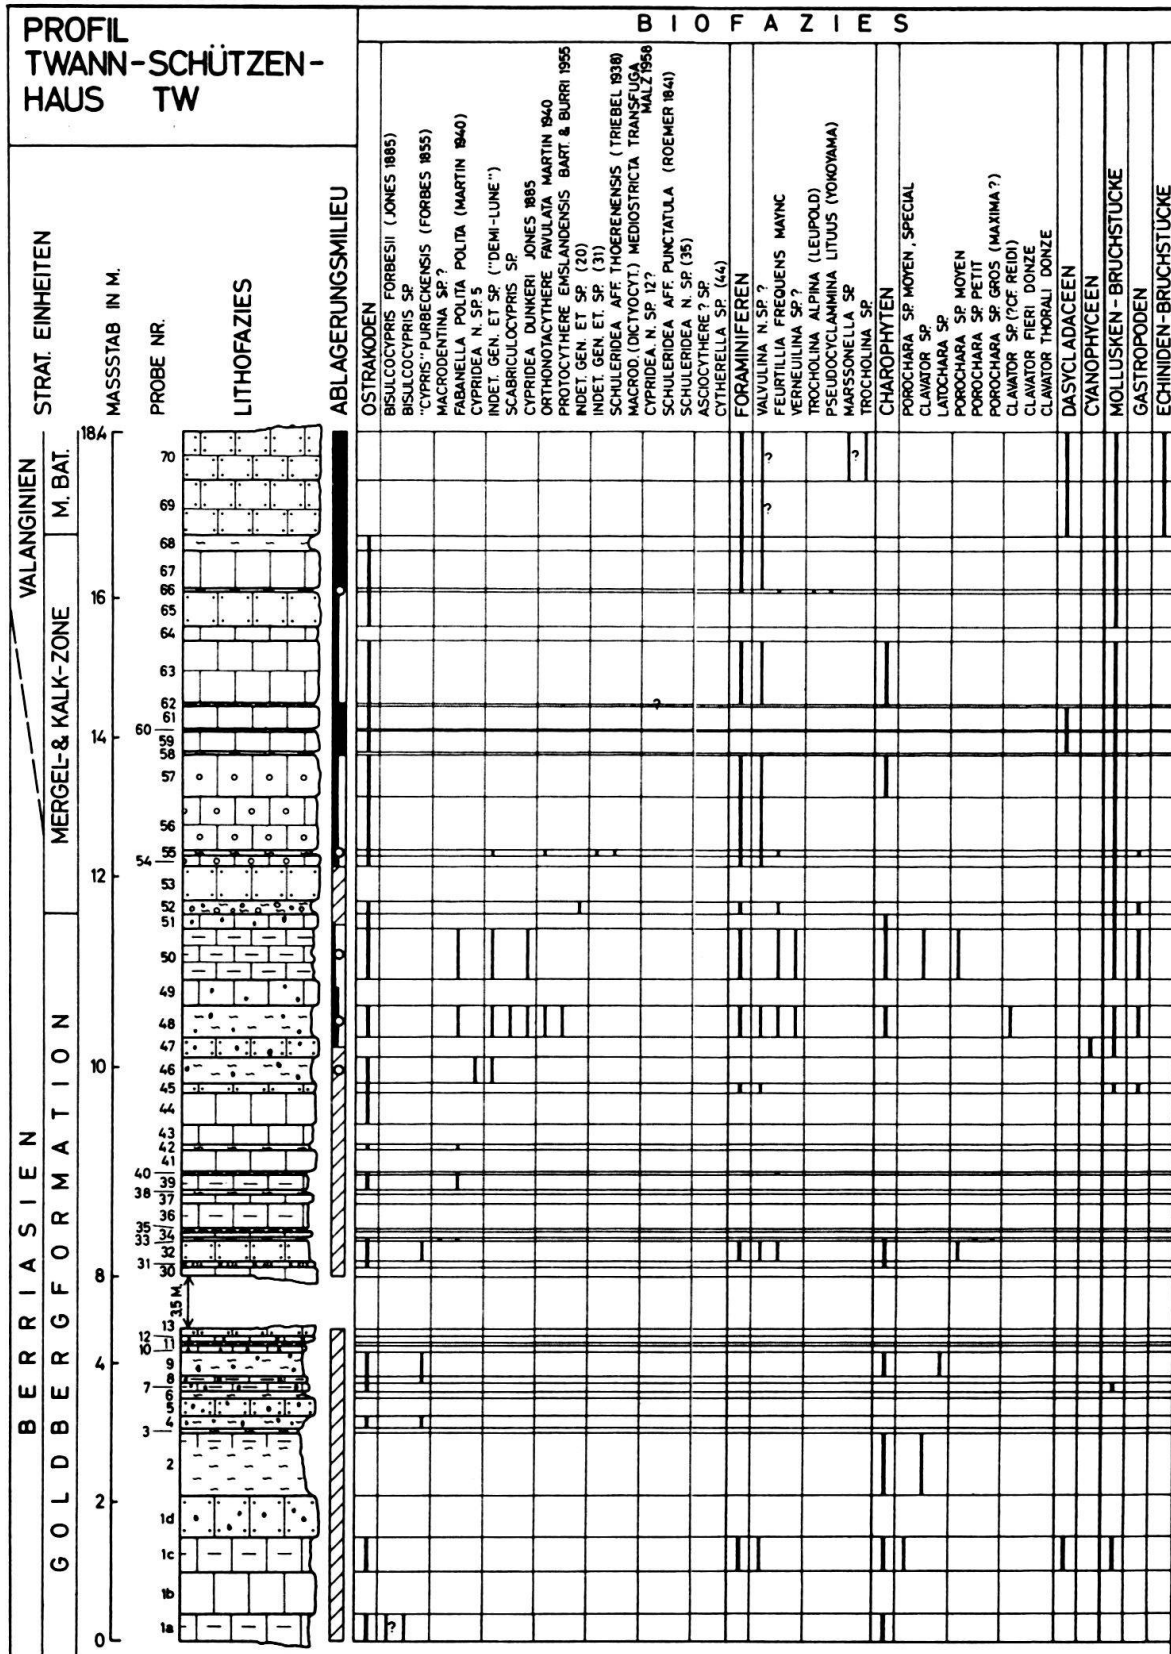 PROFIL
TWANN-SCHÜTZEN-
HAUS TW
BIOFAZIES
STRAT. EINHEITEN
MASSSTAB IN M.
PROBE NR.
LITHOFAZIES
ABLAGERUNGSMILIEU
OSTRAKODEN
BISULCOCYPRIS FORBESII (JONES 1885)
BISULCOCYPRIS SP.
"CYPRIS" PURBECKENSIS (FORBES 1855)
MACRODENTINA SP.?
FABANELLA POLITA POLITA (MARTIN 1940)
CYPRIDEA N. SP. 5
INDET. GEN. ET SP. ("DEMI-LUNE")
SCABRICULOCYPRIS SP.
CYPRIDEA DUNKERI JONES 1885
ORTHONOTACYTHERE FAVULATA MARTIN 1940
PROTOCYTHERE EMSLANDENSIS BART. & BURRI 1955
INDET. GEN. ET SP. (20)
INDET. GEN. ET. SP. (31)
SCHULERIDEA AFF. THOERENENSIS (TRIEBEL 1938)
MACROD. (DICTYOCYT.) MEDIOSTRICTA TRANSFUGA
MALZ 1958
CYPRIDEA N. SP. 12?
SCHULERIDEA AFF. PUNCTATULA (ROEMER 1841)
SCHULERIDEA N. SP. (35)
ASCIOCYTHERE? SP.
CYTHERELLA SP. (44)
FORAMINIFEREN
VALVULINA N. SP. ?
FEURTILLIA FREQUENS MAYNC
VERNEUILINA SP. ?
TROCHOLINA ALPINA (LEUPOLD)
PSEUDOCYCLAMMINA LITUUS (YOKOYAMA)
MARSSONELLA SP.
TROCHOLINA SP.
CHAROPHYTEN
POROCHARA SP. MOYEN, SPECIAL
CLAVATOR SP.
LATOCHARA SP.
POROCHARA SP. MOYEN
POROCHARA SP. PETIT
POROCHARA SP. GROS (MAXIMA?)
CLAVATOR SP. (?CF. REIDI)
CLAVATOR FIERI DONZE
CLAVATOR THORALI DONZE
DASYCLADACEEN
CYANOPHYCEEN
MOLLUSKEN-BRUCHSTÜCKE
GASTROPODEN
ECHINIDEN-BRUCHSTÜCKE
VALANGINIEN
BERRIASIEN
M. BAT.
MERGEL-& KALK-ZONE
GOLDBERGFORMATION
18,4
16
14
12
10
8
3.5 M.
4
2
0
70
? ?
69
?
68
67
66
65
64
63
62
?
61
60
59
58
57
56
55
54
53
52
51
50
49
48
47
46
45
44
43
42
41
40
39
38
37
36
35
34
33
32
31
30
13
12
11
10
9
8
7
6
5
4
3
2
1d
1c
1b
1a
?